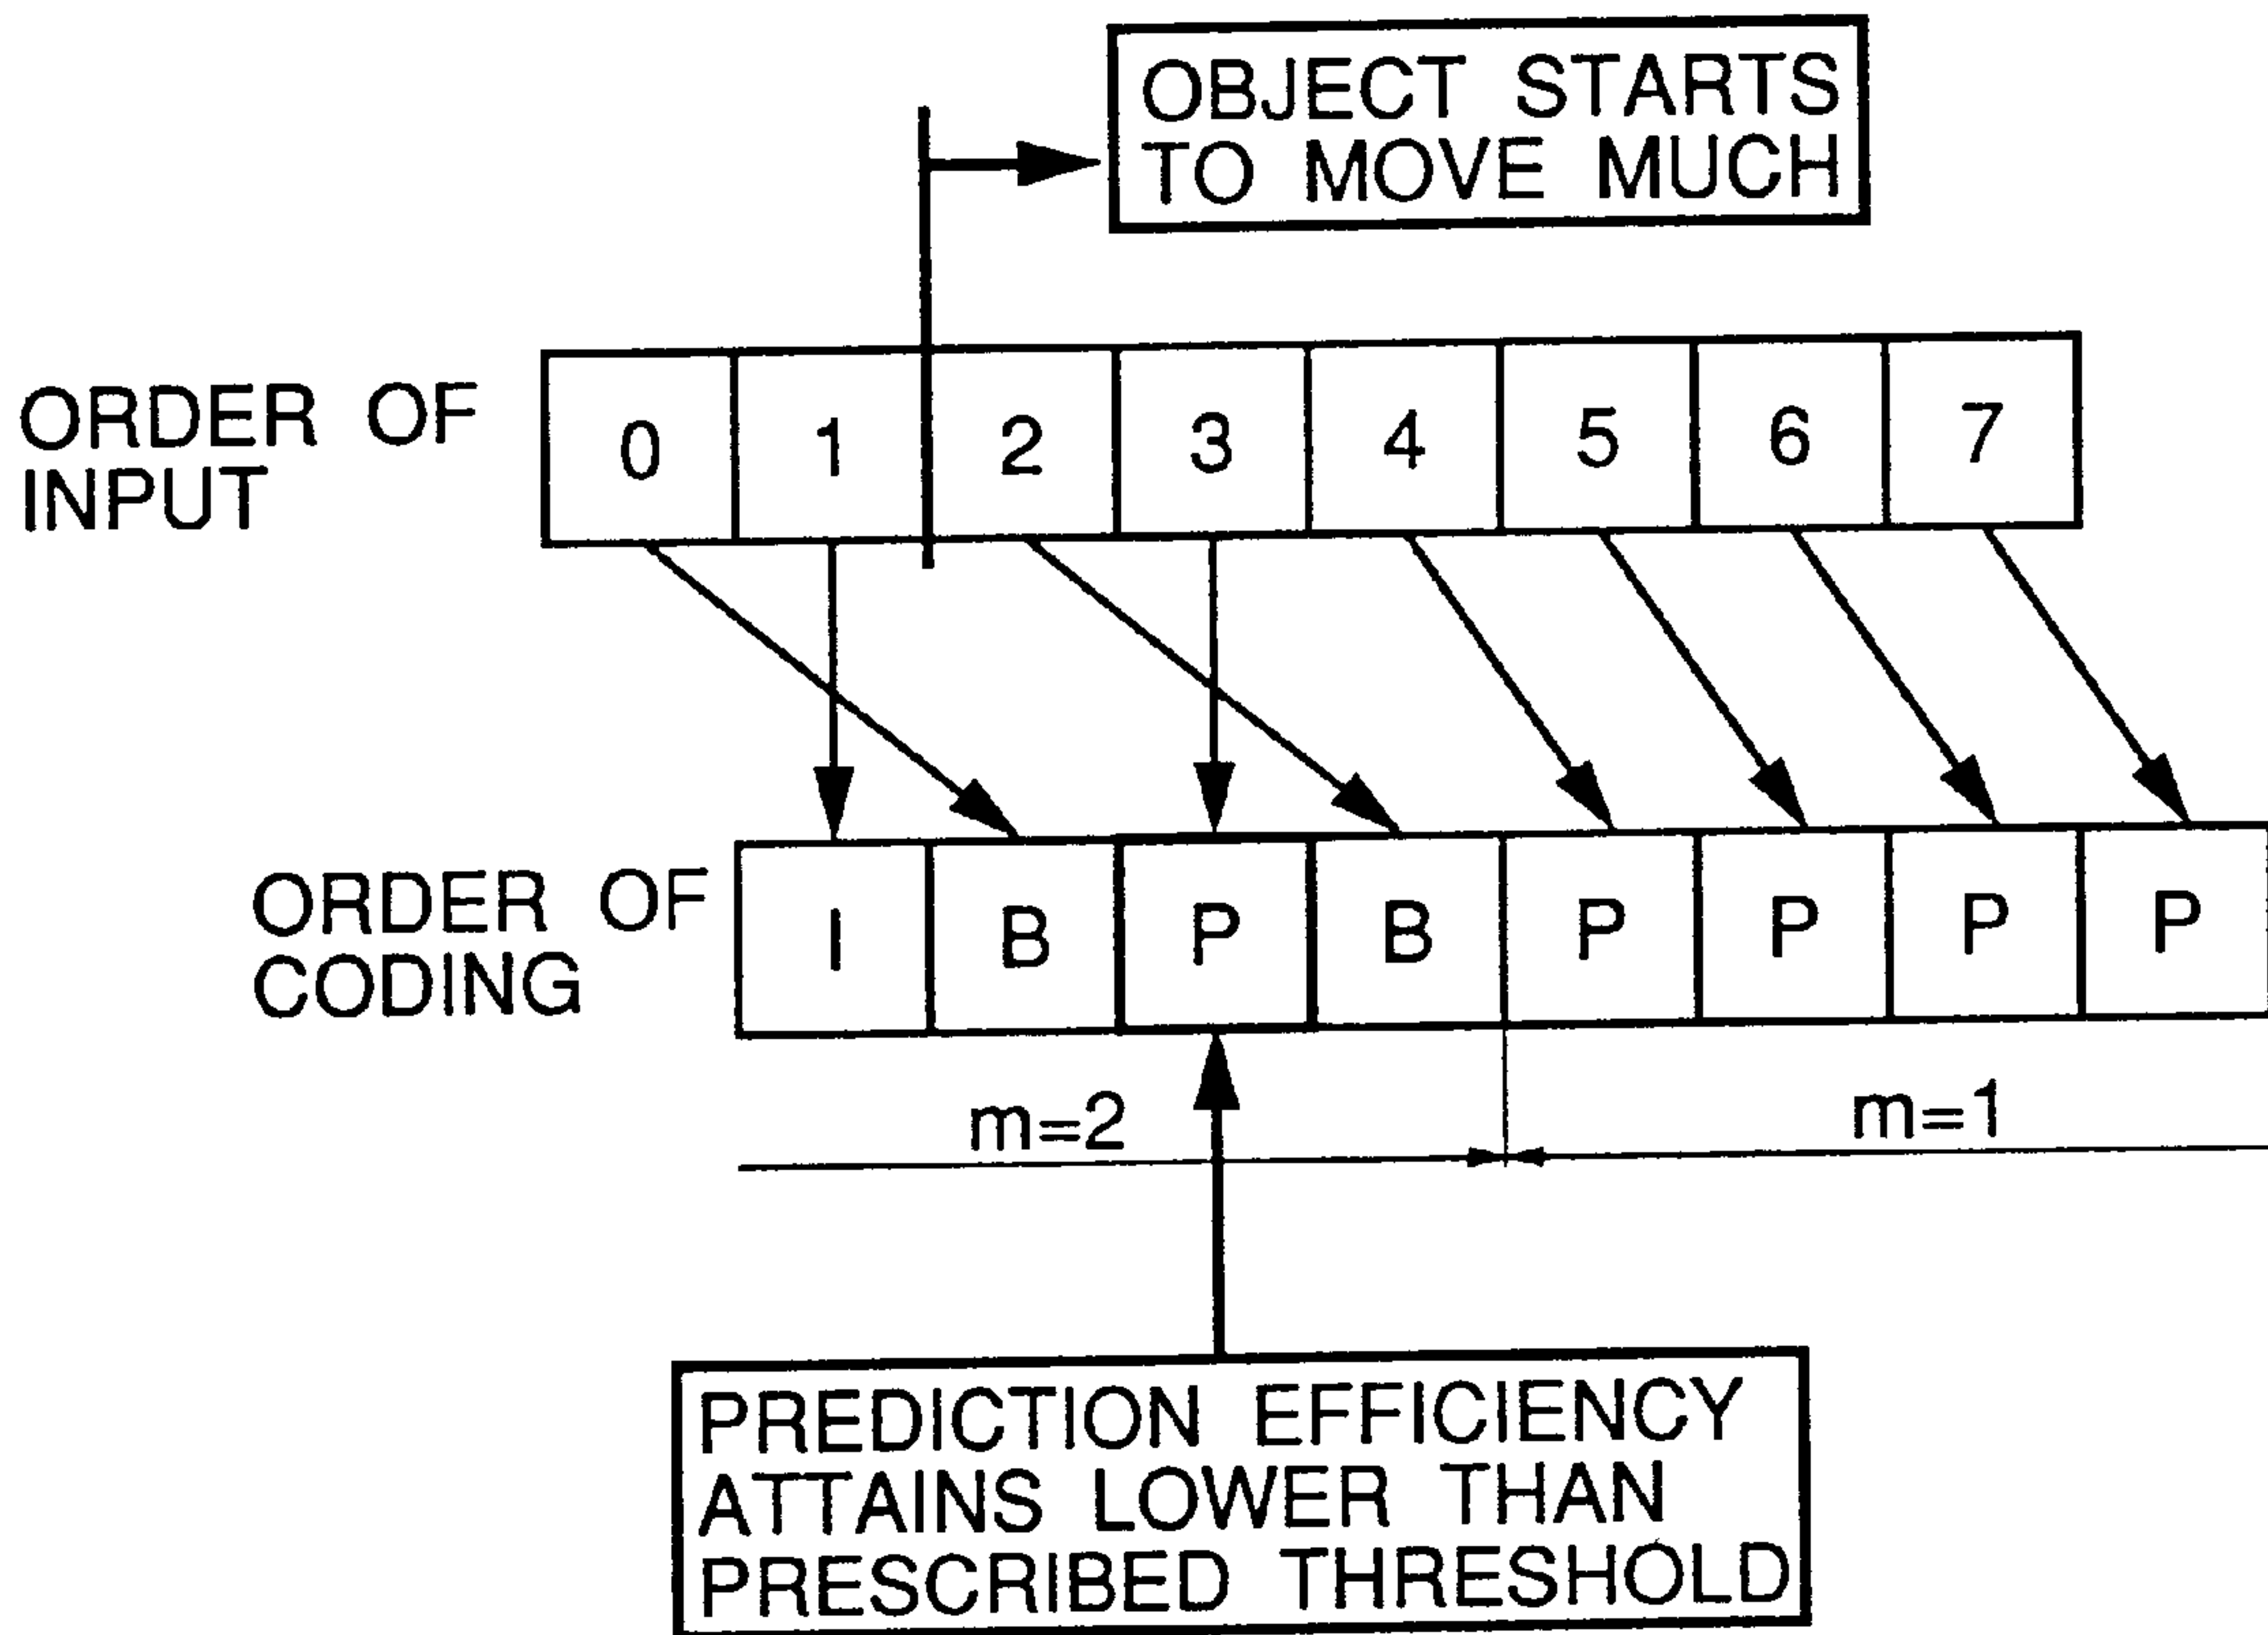 OBJECT STARTS
TO MOVE MUCH
ORDER OF
INPUT
0 1 2 3 4 5 6 7
ORDER OF
CODING
I B P B P P P P
m=2 m=1
PREDICTION EFFICIENCY
ATTAINS LOWER THAN
PRESCRIBED THRESHOLD